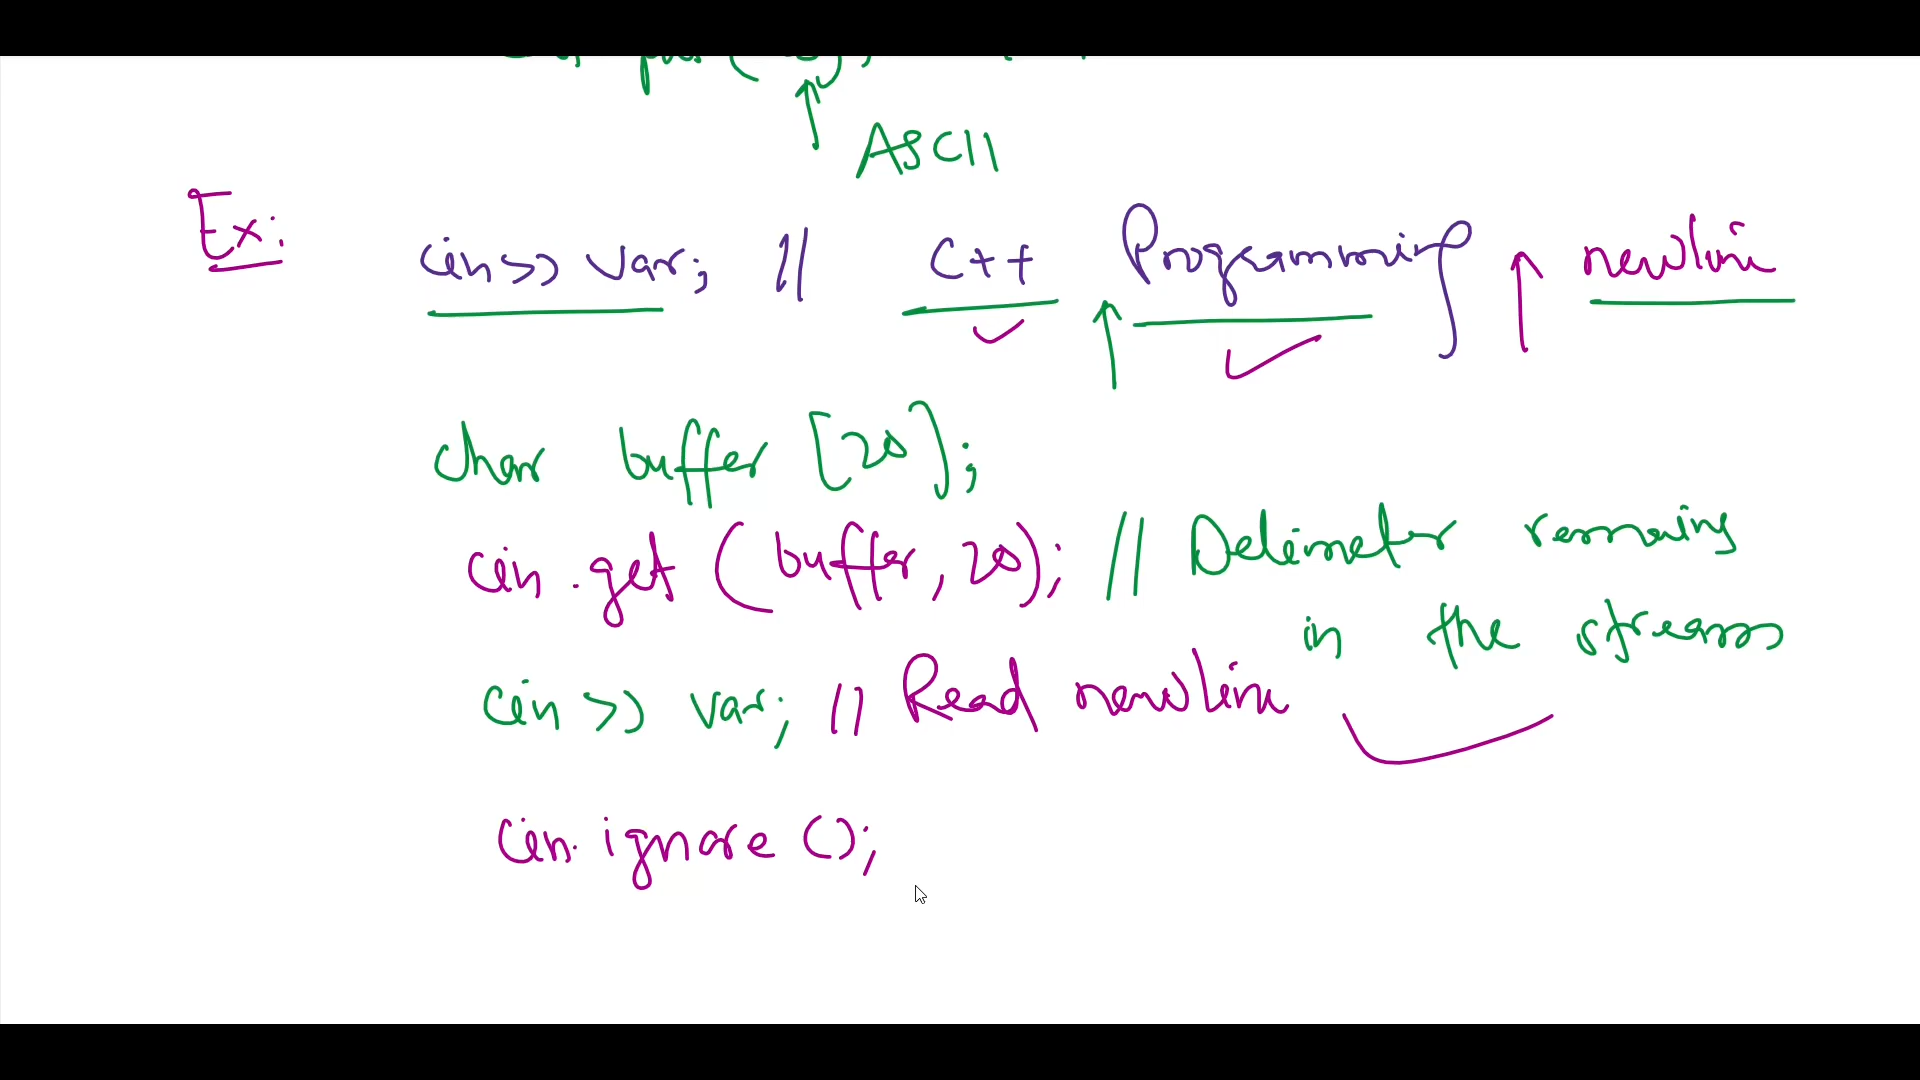 ASCII
Ex:
cin>> var; // C++ Programming newline
char buffer [20];
cin.get (buffer, 20); // Delimeter remaining
in the stream
cin >> var; // Read newline
cin.ignore ();